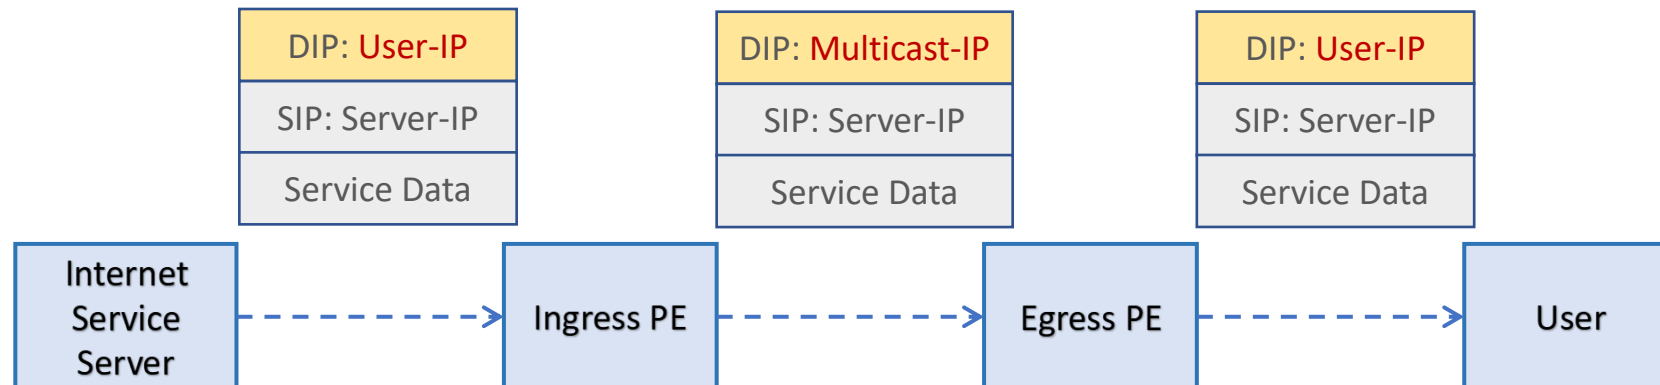 DIP: User-IP
SIP: Server-IP
Service Data
DIP: Multicast-IP
SIP: Server-IP
Service Data
DIP: User-IP
SIP: Server-IP
Service Data
Internet
Service
Server
Ingress PE
Egress PE
User